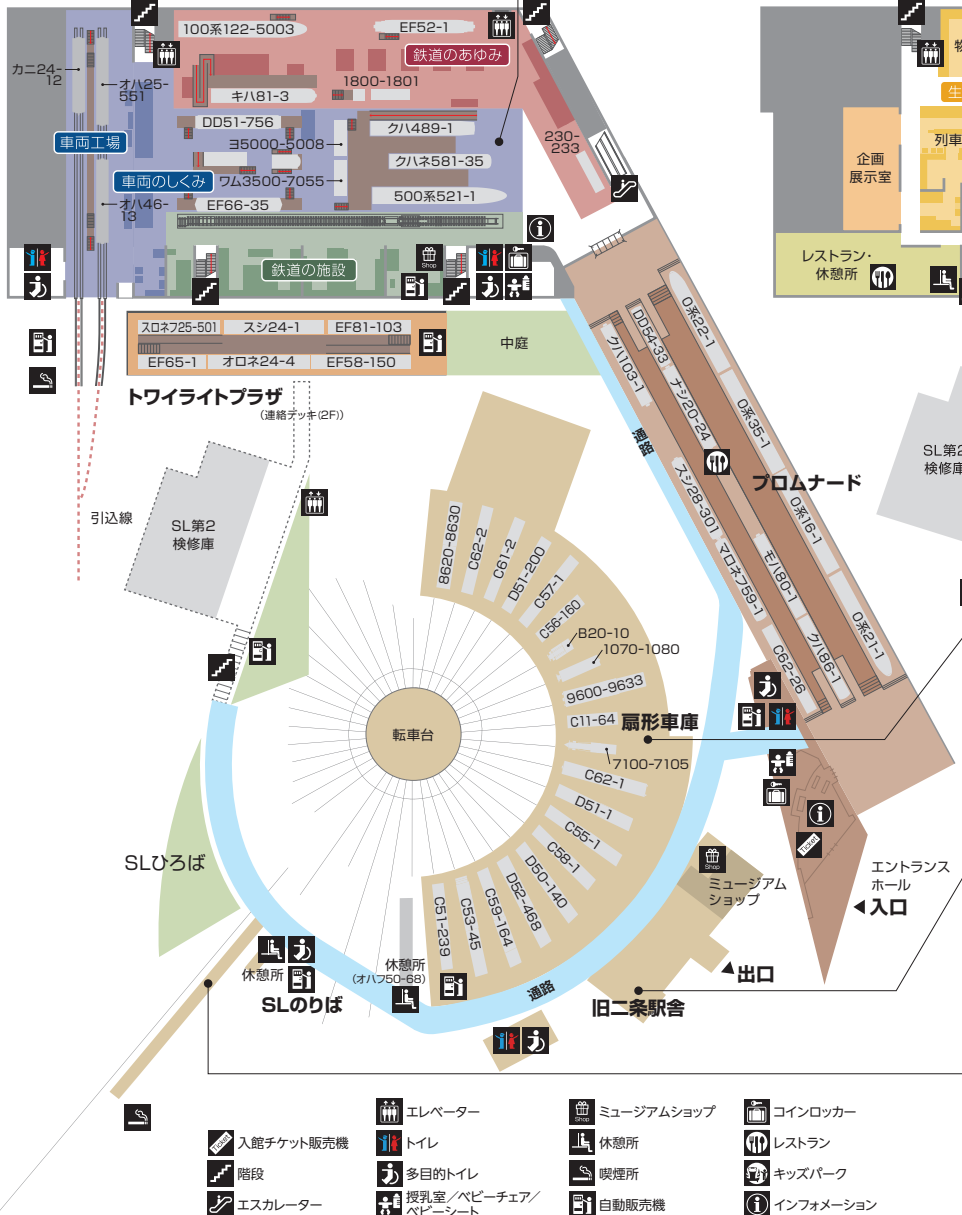 100系122-5003
EF52-1
鉄道のあゆみ
カニ24-
12
オハ25-
551
キハ81-3
1800-1801
車両工場
DD51-756
ヨ5000-5008
クハ489-1
クハネ581-35
230-
233
車両のしくみ
ワム3500-7055
500系521-1
オハ46-
13
EF66-35
鉄道の施設
Shop
企画
展示室
列車
レストラン・
休憩所
スロネフ25-501
スシ24-1
EF81-103
EF65-1
オロネ24-4
EF58-150
中庭
トワイライトプラザ
(連絡デッキ(2F))
クハ103-1
DD54-33
0系22-1
ナシ20-24
0系35-1
通路
プロムナード
スシ28-301
0系16-1
マロネフ59-1
モハ80-1
0系21-1
C62-26
クハ86-1
引込線
SL第2
検修庫
SL第2
検修庫
8620-8630
C62-2
C61-2
D51-200
C57-1
C56-160
B20-10
1070-1080
9600-9633
C11-64
扇形車庫
7100-7105
転車台
C62-1
D51-1
C55-1
C58-1
D50-140
D52-468
C59-164
C53-45
C51-239
SLひろば
休憩所
SLのりば
休憩所
(オハフ50-68)
通路
Shop
ミュージアム
ショップ
Ticket
エントランス
ホール
◀入口
出口
旧二条駅舎
エレベーター
Shop
ミュージアムショップ
コインロッカー
Ticket
入館チケット販売機
トイレ
休憩所
レストラン
階段
多目的トイレ
喫煙所
キッズパーク
エスカレーター
授乳室／ベビーチェア／
ベビーシート
自動販売機
インフォメーション